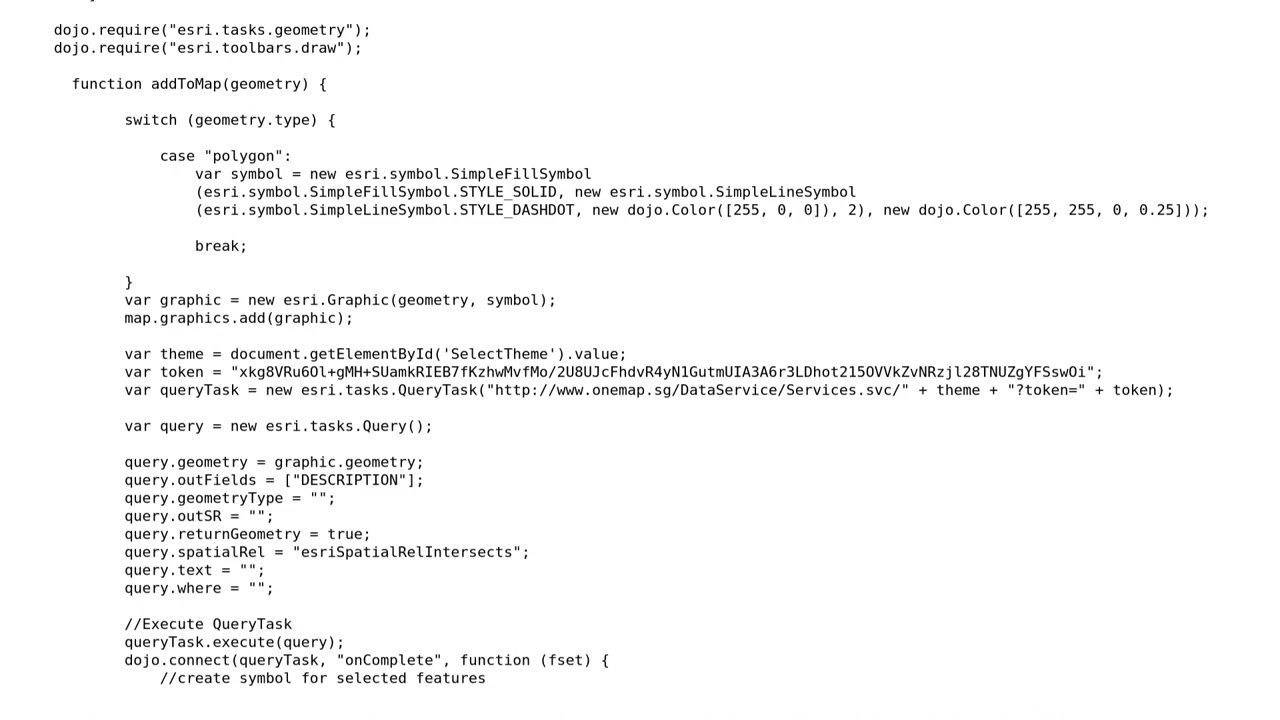 dojo.require("esri.tasks.geometry");
dojo.require("esri.toolbars.draw");
function addToMap(geometry) {
switch (geometry.type) {
case "polygon":
var symbol = new esri.symbol.SimpleFillSymbol
(esri.symbol.SimpleFillSymbol.STYLE_SOLID, new esri.symbol.SimpleLineSymbol
(esri.symbol.SimpleLineSymbol.STYLE_DASHDOT, new dojo.Color([255, 0, 0]), 2), new dojo.Color([255, 255, 0, 0.25]));
break;
}
var graphic = new esri.Graphic(geometry, symbol);
map.graphics.add(graphic);
var theme = document.getElementById('SelectTheme').value;
var token = "xkg8VRu6Ol+gMH+SUamkRIEB7fKzhwMvfMo/2U8UJcFhdvR4yN1GutmUIA3A6r3LDhot215OVVkZvNRzjl28TNUZgYFSswOi";
var queryTask = new esri.tasks.QueryTask("http://www.onemap.sg/DataService/Services.svc/" + theme + "?token=" + token);
var query = new esri.tasks.Query();
query.geometry = graphic.geometry;
query.outFields = ["DESCRIPTION"];
query.geometryType = "";
query.outSR = "";
query.returnGeometry = true;
query.spatialRel = "esriSpatialRelIntersects";
query.text = "";
query.where = "";
//Execute QueryTask
queryTask.execute(query);
dojo.connect(queryTask, "onComplete", function (fset) {
//create symbol for selected features